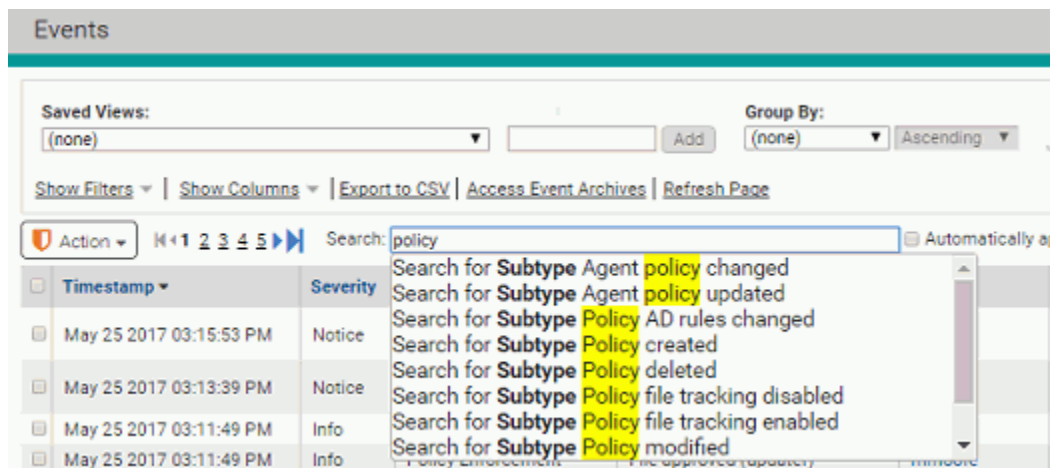 Events
Saved Views:
Group By:
(none)
Add
(none)
Ascending
Show Filters
Show Columns
Export to CSV
Access Event Archives
Refresh Page
Action
1 2 3 4 5
Search:
policy
Automatically
Timestamp
Severity
Search for Subtype Agent policy changed
Search for Subtype Agent policy updated
Search for Subtype Policy AD rules changed
Search for Subtype Policy created
Search for Subtype Policy deleted
Search for Subtype Policy file tracking disabled
Search for Subtype Policy file tracking enabled
Search for Subtype Policy modified
May 25 2017 03:15:53 PM
Notice
May 25 2017 03:13:39 PM
Notice
May 25 2017 03:11:49 PM
Info
May 25 2017 03:11:49 PM
Info
Policy Enforcement
File approved (updater)